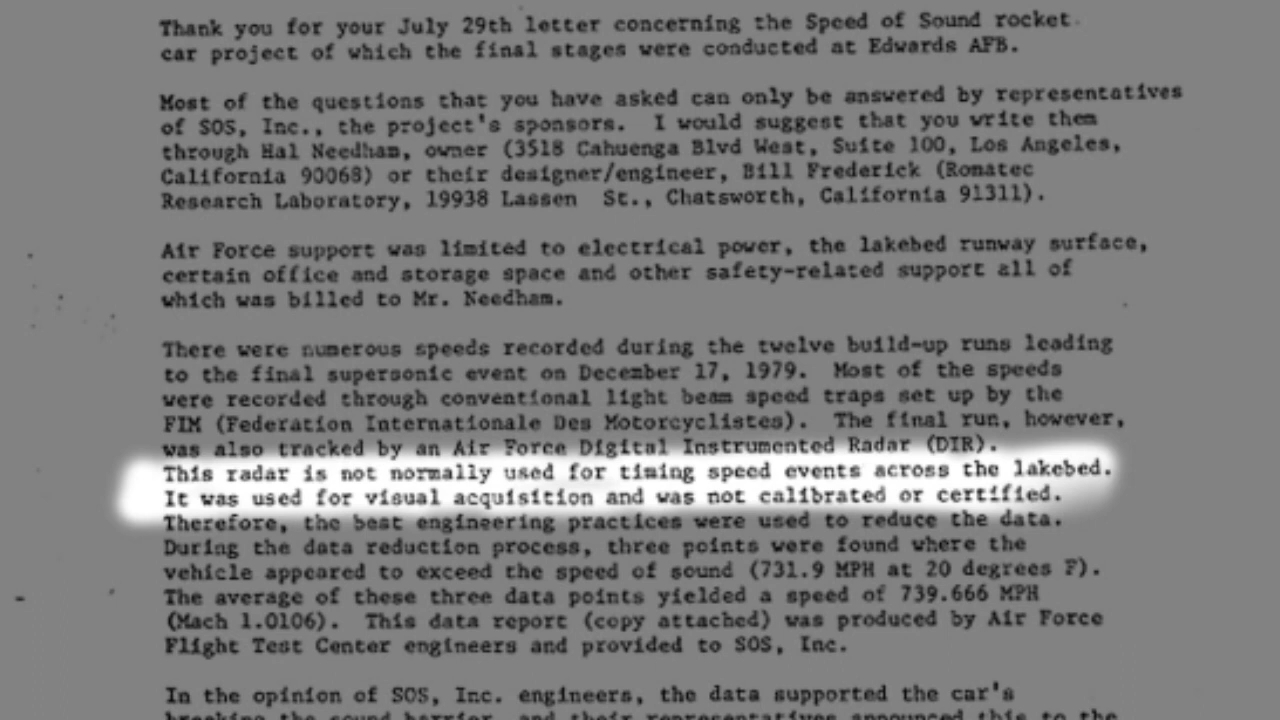 Thank you for your July 29th letter concerning the Speed of Sound rocket
car project of which the final stages were conducted at Edwards AFB.
Most of the questions that you have asked can only be answered by representatives
of SOS, Inc., the project's sponsors. I would suggest that you write them
through Hal Needham, owner (3518 Cahuenga Blvd West, Suite 100, Los Angeles,
California 90068) or their designer/engineer, Bill Frederick (Romatec
Research Laboratory, 19938 Lassen St., Chatsworth, California 91311).
Air Force support was limited to electrical power, the lakebed runway surface,
certain office and storage space and other safety-related support all of
which was billed to Mr. Needham.
There were numerous speeds recorded during the twelve build-up runs leading
to the final supersonic event on December 17, 1979. Most of the speeds
were recorded through conventional light beam speed traps set up by the
FIM (Federation Internationale Des Motorcyclistes). The final run, however,
was also tracked by an Air Force Digital Instrumented Radar (DIR).
This radar is not normally used for timing speed events across the lakebed.
It was used for visual acquisition and was not calibrated or certified.
Therefore, the best engineering practices were used to reduce the data.
During the data reduction process, three points were found where the
vehicle appeared to exceed the speed of sound (731.9 MPH at 20 degrees F).
The average of these three data points yielded a speed of 739.666 MPH
(Mach 1.0106). This data report (copy attached) was produced by Air Force
Flight Test Center engineers and provided to SOS, Inc.
In the opinion of SOS, Inc. engineers, the data supported the car's
breaking the sound barrier, and their representatives announced this to the